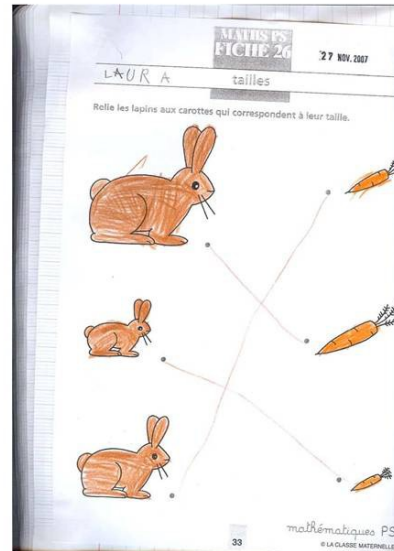 MATHS PS
FICHE 26
27 NOV. 2007
LAURA
tailles
Relie les lapins aux carottes qui correspondent à leur taille.
33
mathématiques PS
© LA CLASSE MATERNELLE